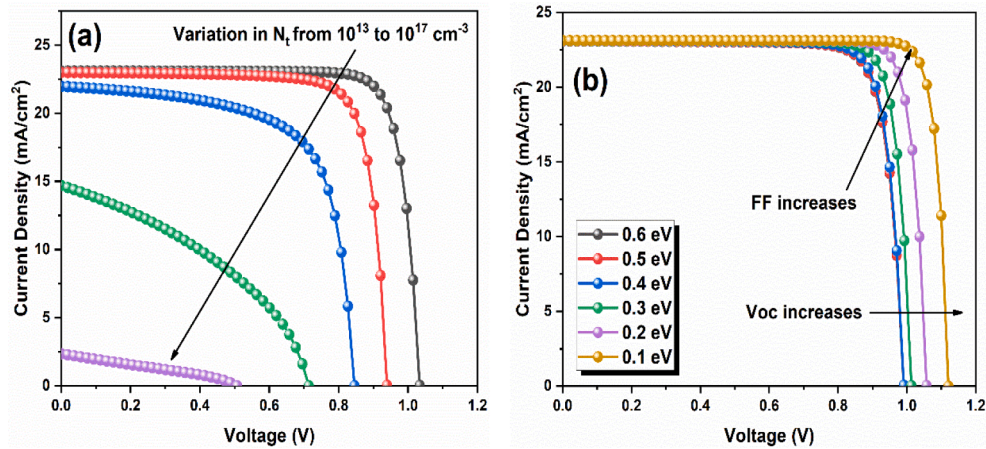 (a)
Variation in Nt from 10^13 to 10^17 cm^-3
Current Density (mA/cm^2)
25
20
15
10
5
0
0.0 0.2 0.4 0.6 0.8 1.0 1.2
Voltage (V)
(b)
FF increases
Voc increases
0.6 eV
0.5 eV
0.4 eV
0.3 eV
0.2 eV
0.1 eV
Current Density (mA/cm^2)
25
20
15
10
5
0
0.0 0.2 0.4 0.6 0.8 1.0 1.2
Voltage (V)